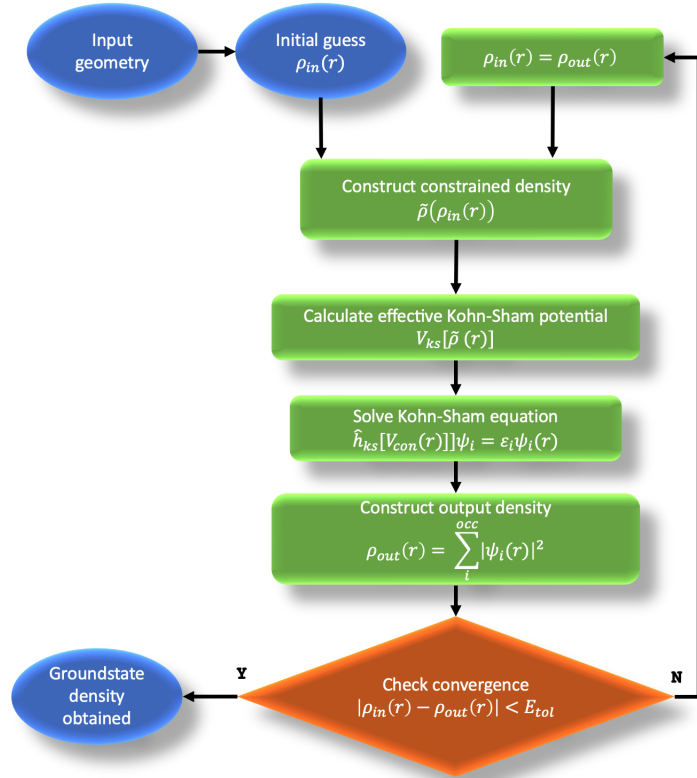 Input
geometry
Initial guess
ρ_in(r)
ρ_in(r) = ρ_out(r)
Construct constrained density
ρ̃(ρ_in(r))
Calculate effective Kohn-Sham potential
V_ks[ρ̃ (r)]
Solve Kohn-Sham equation
ĥ_ks[V_con(r)]]ψ_i = ε_iψ_i(r)
Construct output density
ρ_out(r) = ∑_i^occ |ψ_i(r)|²
Check convergence
|ρ_in(r) − ρ_out(r)| < E_tol
Y
N
Groundstate
density
obtained